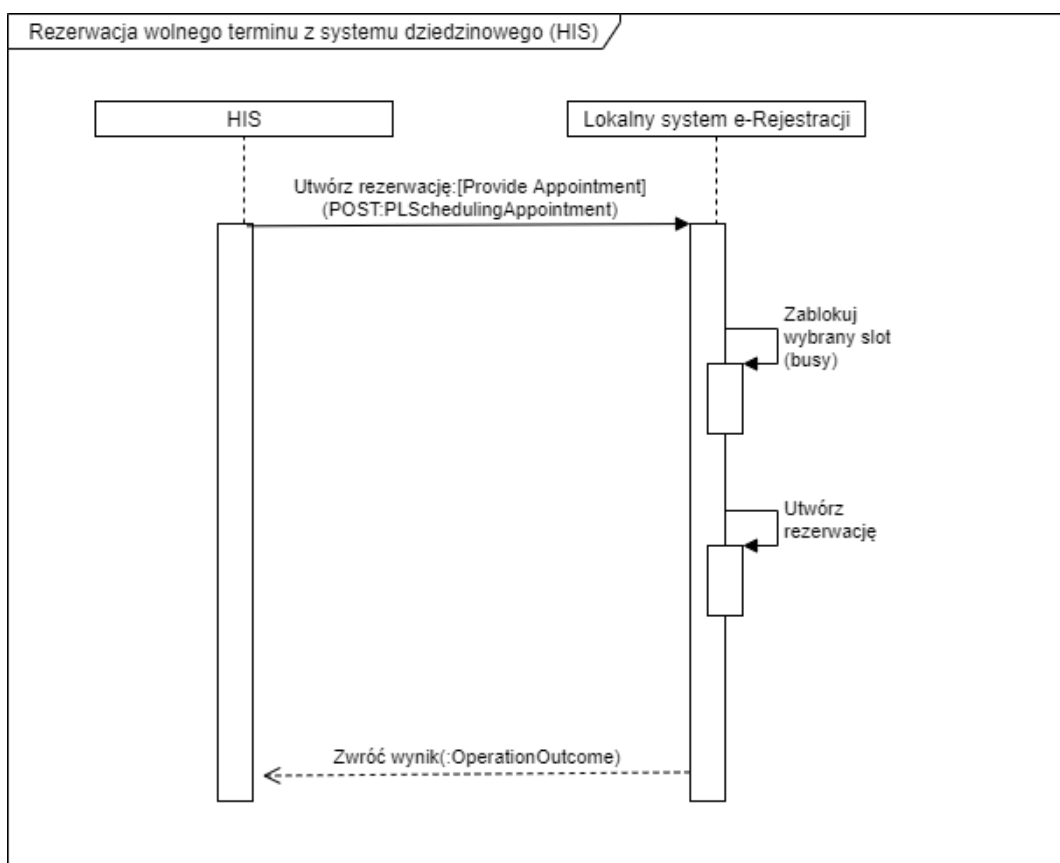 Rezerwacja wolnego terminu z systemu dziedzinowego (HIS)
HIS
Lokalny system e-Rejestracji
Utwórz rezerwację:[Provide Appointment]
(POST:PLSchedulingAppointment)
Zablokuj
wybrany slot
(busy)
Utwórz
rezerwację
Zwróć wynik(:OperationOutcome)